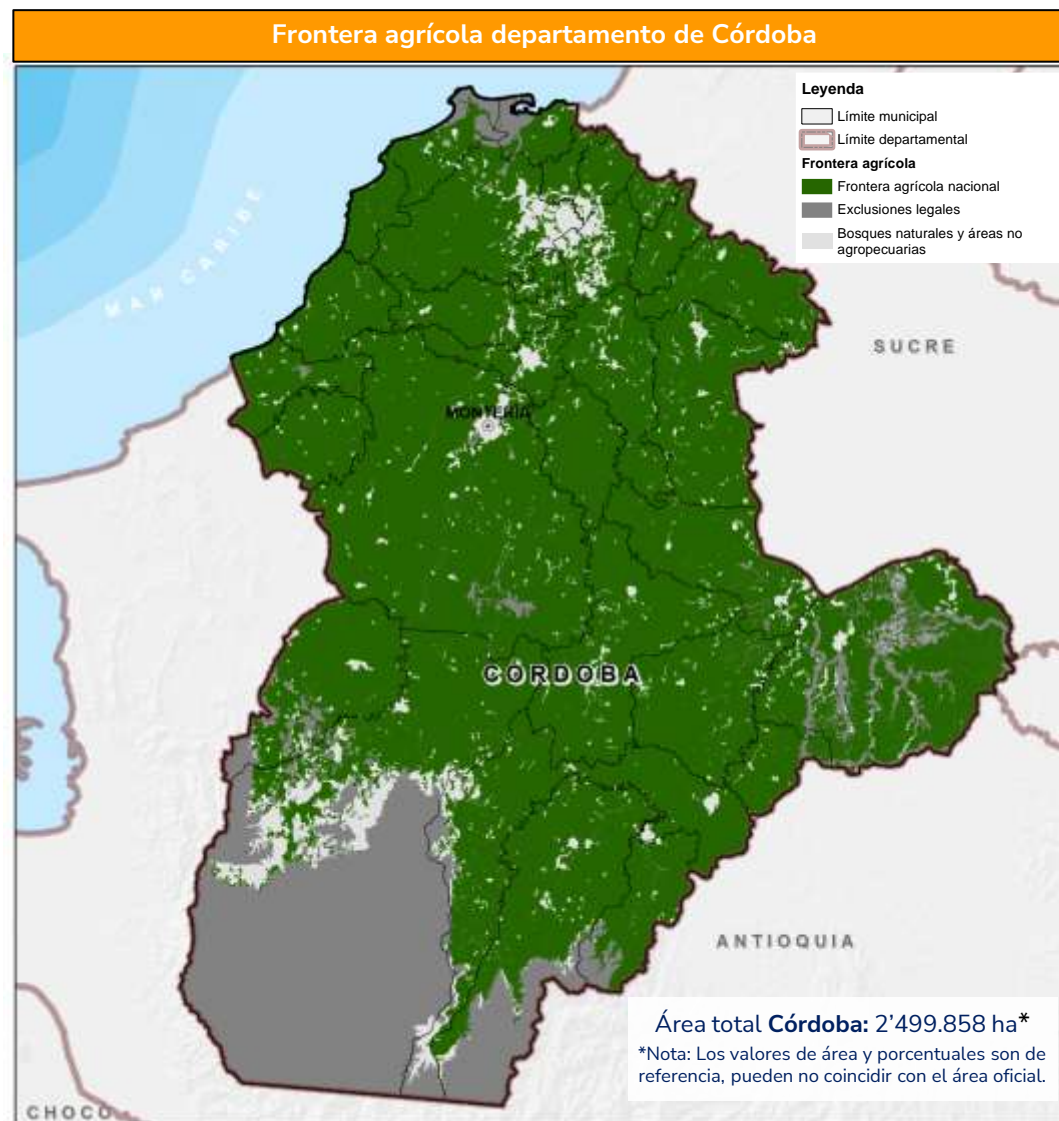 Frontera agrícola departamento de Córdoba
Leyenda
Límite municipal
Límite departamental
Frontera agrícola
Frontera agrícola nacional
Exclusiones legales
Bosques naturales y áreas no
agropecuarias
MAR CARIBE
SUCRE
MONTERÍA
CÓRDOBA
ANTIOQUIA
Área total Córdoba: 2’499.858 ha*
*Nota: Los valores de área y porcentuales son de
referencia, pueden no coincidir con el área oficial.
CHOCÓ